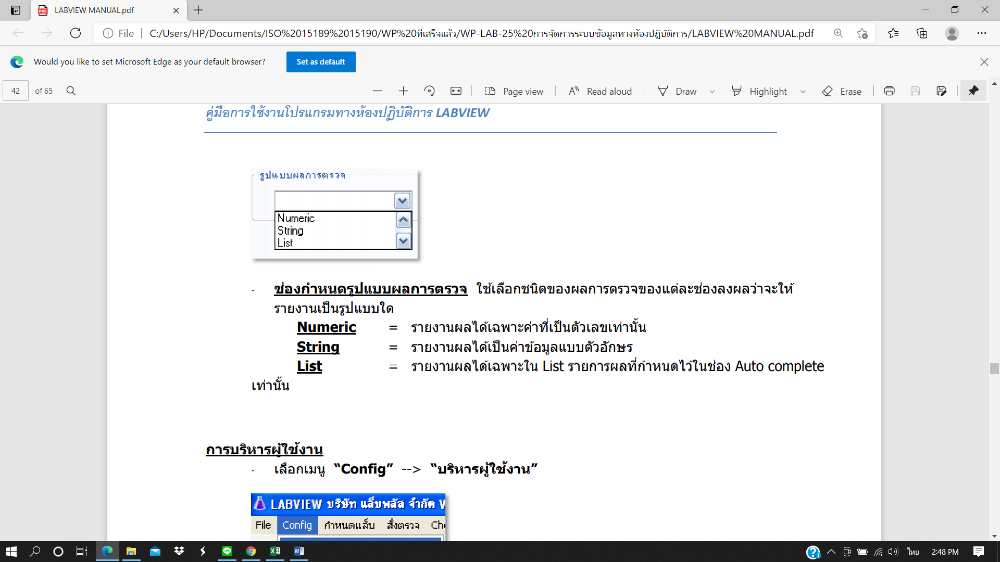 LABVIEW MANUAL.pdf
File
C:/Users/HP/Documents/ISO%2015189%2015190/WP%20ที่เสร็จแล้ว/WP-LAB-25%20การจัดการระบบข้อมูลทางห้องปฏิบัติการ/LABVIEW%20MANUAL.pdf
Would you like to set Microsoft Edge as your default browser?
Set as default
42 of 65
Page view
Read aloud
Draw
Highlight
Erase
คู่มือการใช้งานโปรแกรมทางห้องปฏิบัติการ LABVIEW
รูปแบบผลการตรวจ
Numeric
String
List
- ช่องกำหนดรูปแบบผลการตรวจ ใช้เลือกชนิดของผลการตรวจของแต่ละช่องลงผลว่าจะให้
รายงานเป็นรูปแบบใด
Numeric = รายงานผลได้เฉพาะค่าที่เป็นตัวเลขเท่านั้น
String = รายงานผลได้เป็นค่าข้อมูลแบบตัวอักษร
List = รายงานผลได้เฉพาะใน List รายการผลที่กำหนดไว้ในช่อง Auto complete
เท่านั้น
การบริหารผู้ใช้งาน
- เลือกเมนู “Config” --> “บริหารผู้ใช้งาน”
LABVIEW บริษัท แล็บพลัส จำกัด
File Config กำหนดแล็บ สั่งตรวจ
ไทย
2:48 PM